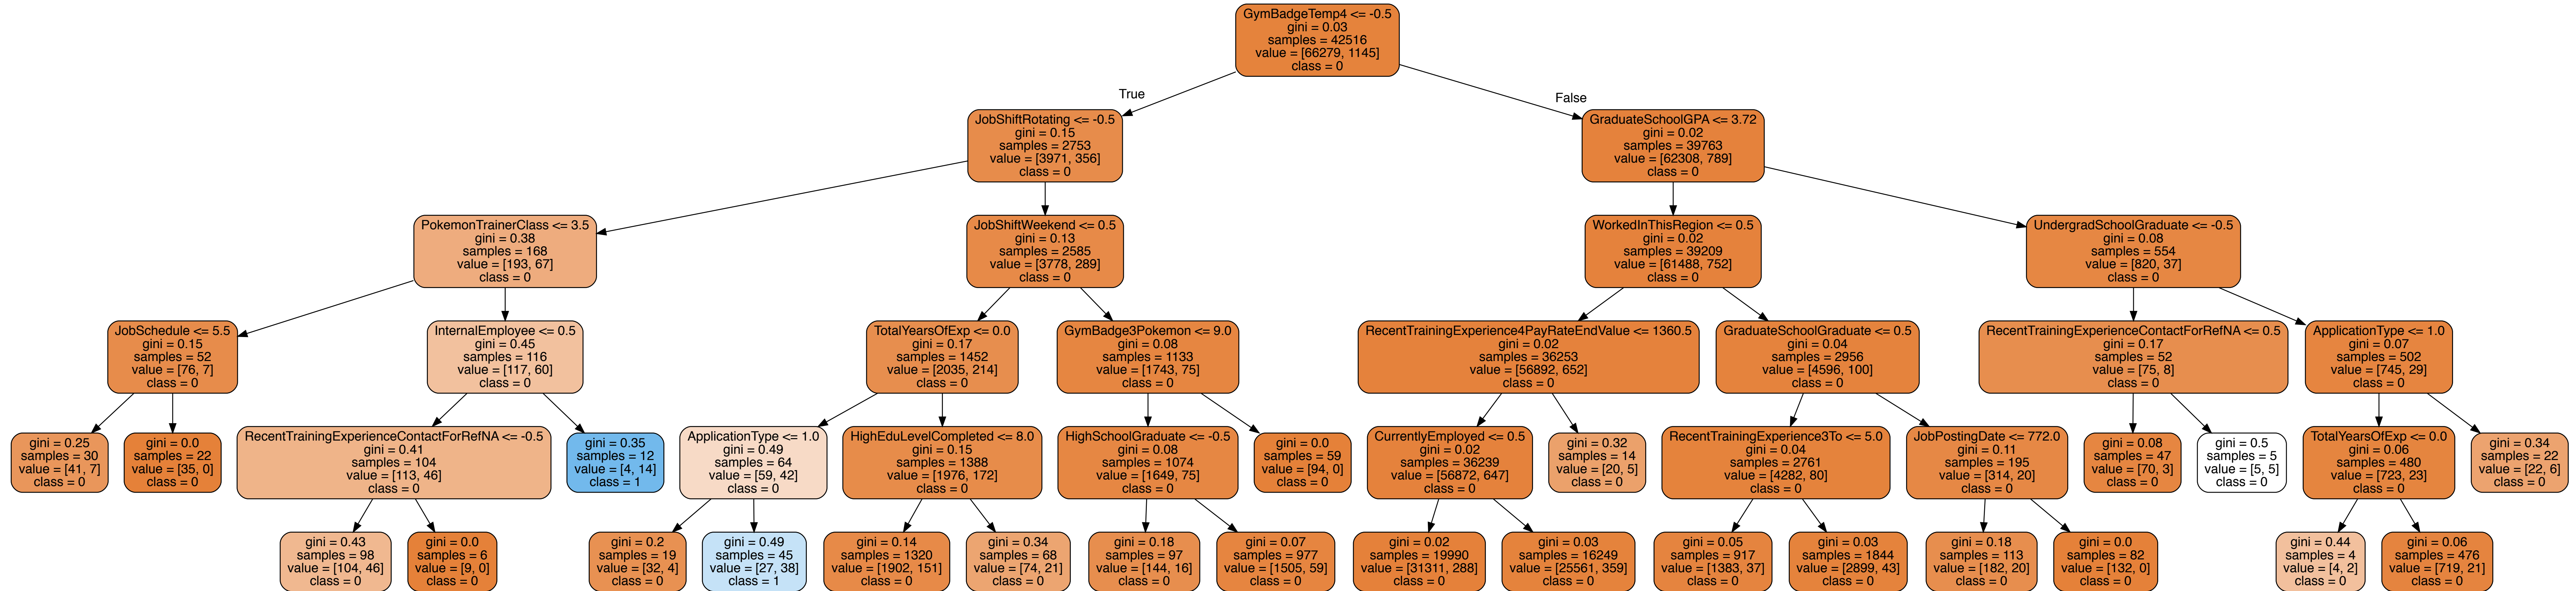 GymBadgeTemp4 <= -0.5
gini = 0.03
samples = 42516
value = [66279, 1145]
class = 0
True
False
JobShiftRotating <= -0.5
gini = 0.15
samples = 2753
value = [3971, 356]
class = 0
GraduateSchoolGPA <= 3.72
gini = 0.02
samples = 39763
value = [62308, 789]
class = 0
PokemonTrainerClass <= 3.5
gini = 0.38
samples = 168
value = [193, 67]
class = 0
JobShiftWeekend <= 0.5
gini = 0.13
samples = 2585
value = [3778, 289]
class = 0
WorkedInThisRegion <= 0.5
gini = 0.02
samples = 39209
value = [61488, 752]
class = 0
UndergradSchoolGraduate <= -0.5
gini = 0.08
samples = 554
value = [820, 37]
class = 0
JobSchedule <= 5.5
gini = 0.15
samples = 52
value = [76, 7]
class = 0
InternalEmployee <= 0.5
gini = 0.45
samples = 116
value = [117, 60]
class = 0
TotalYearsOfExp <= 0.0
gini = 0.17
samples = 1452
value = [2035, 214]
class = 0
GymBadge3Pokemon <= 9.0
gini = 0.08
samples = 1133
value = [1743, 75]
class = 0
RecentTrainingExperience4PayRateEndValue <= 1360.5
gini = 0.02
samples = 36253
value = [56892, 652]
class = 0
GraduateSchoolGraduate <= 0.5
gini = 0.04
samples = 2956
value = [4596, 100]
class = 0
RecentTrainingExperienceContactForRefNA <= 0.5
gini = 0.17
samples = 52
value = [75, 8]
class = 0
ApplicationType <= 1.0
gini = 0.07
samples = 502
value = [745, 29]
class = 0
gini = 0.25
samples = 30
value = [41, 7]
class = 0
gini = 0.0
samples = 22
value = [35, 0]
class = 0
RecentTrainingExperienceContactForRefNA <= -0.5
gini = 0.41
samples = 104
value = [113, 46]
class = 0
gini = 0.35
samples = 12
value = [4, 14]
class = 1
ApplicationType <= 1.0
gini = 0.49
samples = 64
value = [59, 42]
class = 0
HighEduLevelCompleted <= 8.0
gini = 0.15
samples = 1388
value = [1976, 172]
class = 0
HighSchoolGraduate <= -0.5
gini = 0.08
samples = 1074
value = [1649, 75]
class = 0
gini = 0.0
samples = 59
value = [94, 0]
class = 0
CurrentlyEmployed <= 0.5
gini = 0.02
samples = 36239
value = [56872, 647]
class = 0
gini = 0.32
samples = 14
value = [20, 5]
class = 0
RecentTrainingExperience3To <= 5.0
gini = 0.04
samples = 2761
value = [4282, 80]
class = 0
JobPostingDate <= 772.0
gini = 0.11
samples = 195
value = [314, 20]
class = 0
gini = 0.08
samples = 47
value = [70, 3]
class = 0
gini = 0.5
samples = 5
value = [5, 5]
class = 0
TotalYearsOfExp <= 0.0
gini = 0.06
samples = 480
value = [723, 23]
class = 0
gini = 0.34
samples = 22
value = [22, 6]
class = 0
gini = 0.43
samples = 98
value = [104, 46]
class = 0
gini = 0.0
samples = 6
value = [9, 0]
class = 0
gini = 0.2
samples = 19
value = [32, 4]
class = 0
gini = 0.49
samples = 45
value = [27, 38]
class = 1
gini = 0.14
samples = 1320
value = [1902, 151]
class = 0
gini = 0.34
samples = 68
value = [74, 21]
class = 0
gini = 0.18
samples = 97
value = [144, 16]
class = 0
gini = 0.07
samples = 977
value = [1505, 59]
class = 0
gini = 0.02
samples = 19990
value = [31311, 288]
class = 0
gini = 0.03
samples = 16249
value = [25561, 359]
class = 0
gini = 0.05
samples = 917
value = [1383, 37]
class = 0
gini = 0.03
samples = 1844
value = [2899, 43]
class = 0
gini = 0.18
samples = 113
value = [182, 20]
class = 0
gini = 0.0
samples = 82
value = [132, 0]
class = 0
gini = 0.44
samples = 4
value = [4, 2]
class = 0
gini = 0.06
samples = 476
value = [719, 21]
class = 0